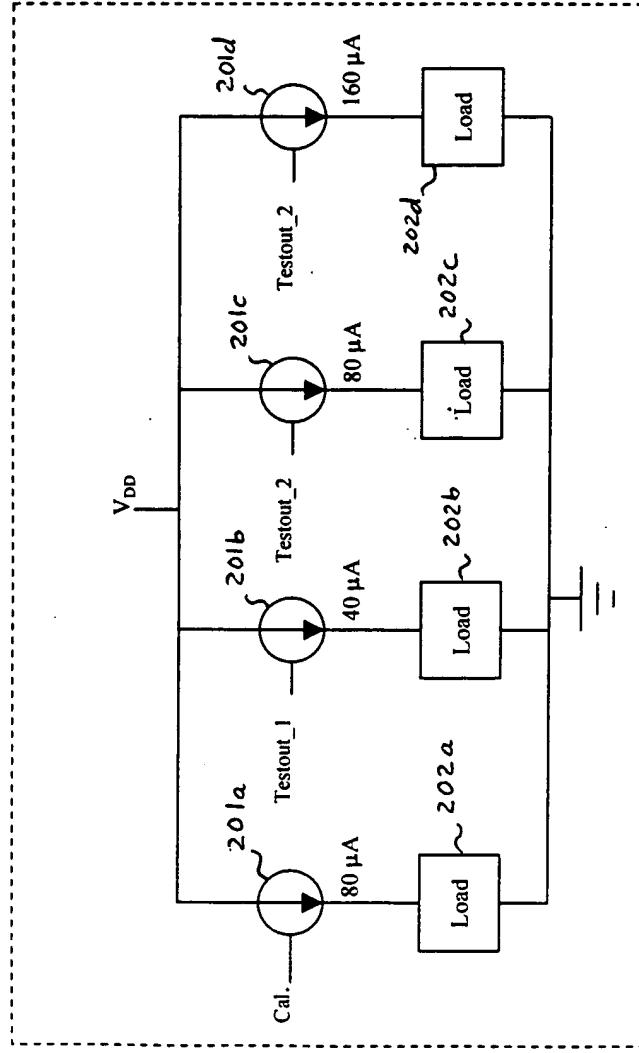 V_DD
201a
201b
201c
201d
Cal.
Testout_1
Testout_2
Testout_2
80 µA
40 µA
80 µA
160 µA
202a
202b
202c
202d
Load
Load
Load
Load